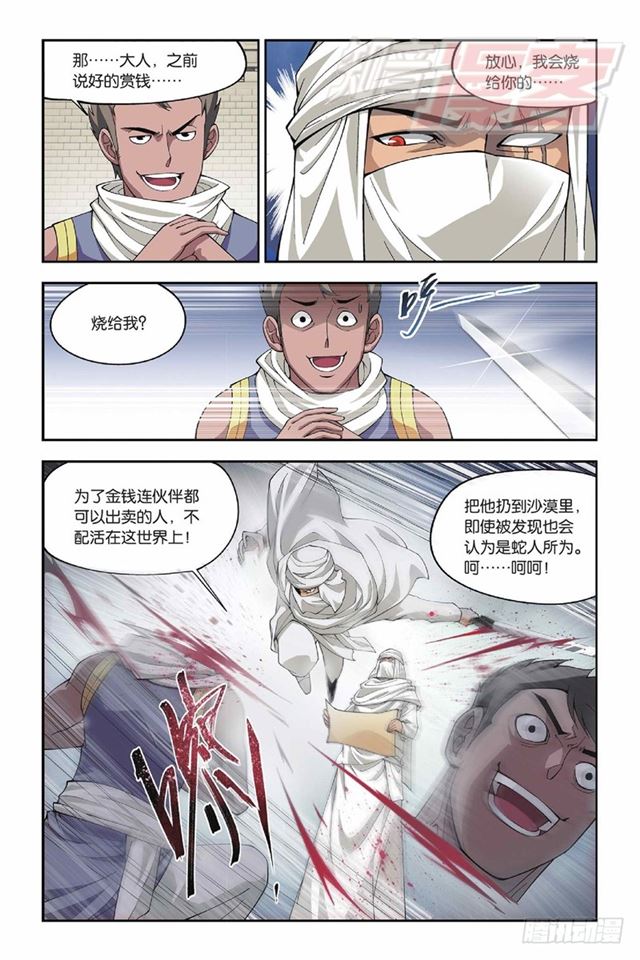 那……大人，之前
说好的赏钱……
放心，我会烧
给你的……
烧给我？
为了金钱连伙伴都
可以出卖的人，不
配活在这世界上！
把他扔到沙漠里，
即使被发现也会
认为是蛇人所为。
呵……呵呵！
腾讯动漫